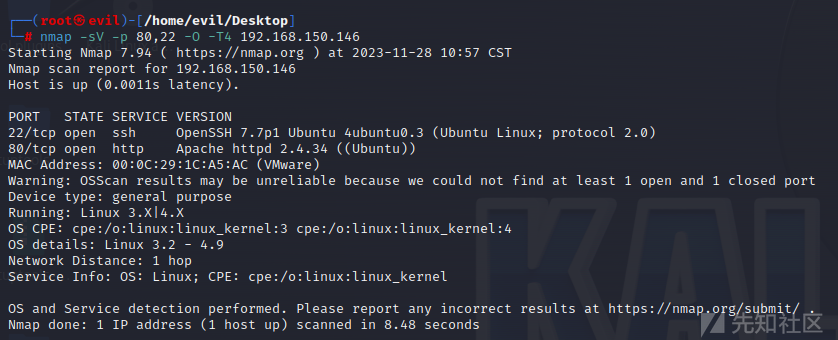 ┌──(root㉿evil)-[/home/evil/Desktop]
└─# nmap -sV -p 80,22 -O -T4 192.168.150.146
Starting Nmap 7.94 ( https://nmap.org ) at 2023-11-28 10:57 CST
Nmap scan report for 192.168.150.146
Host is up (0.0011s latency).

PORT   STATE SERVICE VERSION
22/tcp open  ssh     OpenSSH 7.7p1 Ubuntu 4ubuntu0.3 (Ubuntu Linux; protocol 2.0)
80/tcp open  http    Apache httpd 2.4.34 ((Ubuntu))
MAC Address: 00:0C:29:1C:A5:AC (VMware)
Warning: OSScan results may be unreliable because we could not find at least 1 open and 1 closed port
Device type: general purpose
Running: Linux 3.X|4.X
OS CPE: cpe:/o:linux:linux_kernel:3 cpe:/o:linux:linux_kernel:4
OS details: Linux 3.2 - 4.9
Network Distance: 1 hop
Service Info: OS: Linux; CPE: cpe:/o:linux:linux_kernel

OS and Service detection performed. Please report any incorrect results at https://nmap.org/submit/ .
Nmap done: 1 IP address (1 host up) scanned in 8.48 seconds
KAL
先知社区